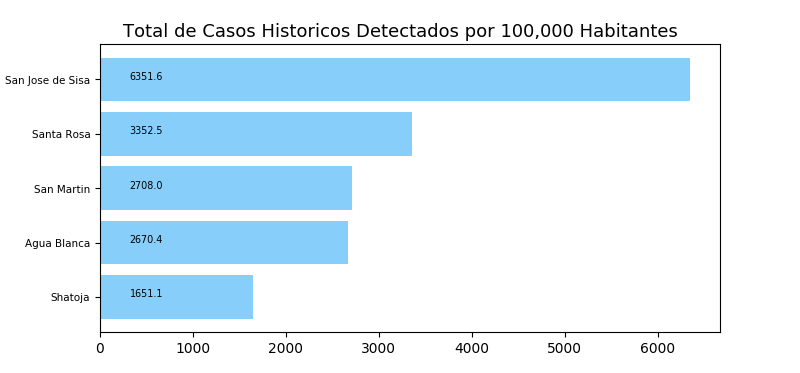 Total de Casos Historicos Detectados por 100,000 Habitantes
San Jose de Sisa 6351.6
Santa Rosa 3352.5
San Martin 2708.0
Agua Blanca 2670.4
Shatoja 1651.1
0 1000 2000 3000 4000 5000 6000